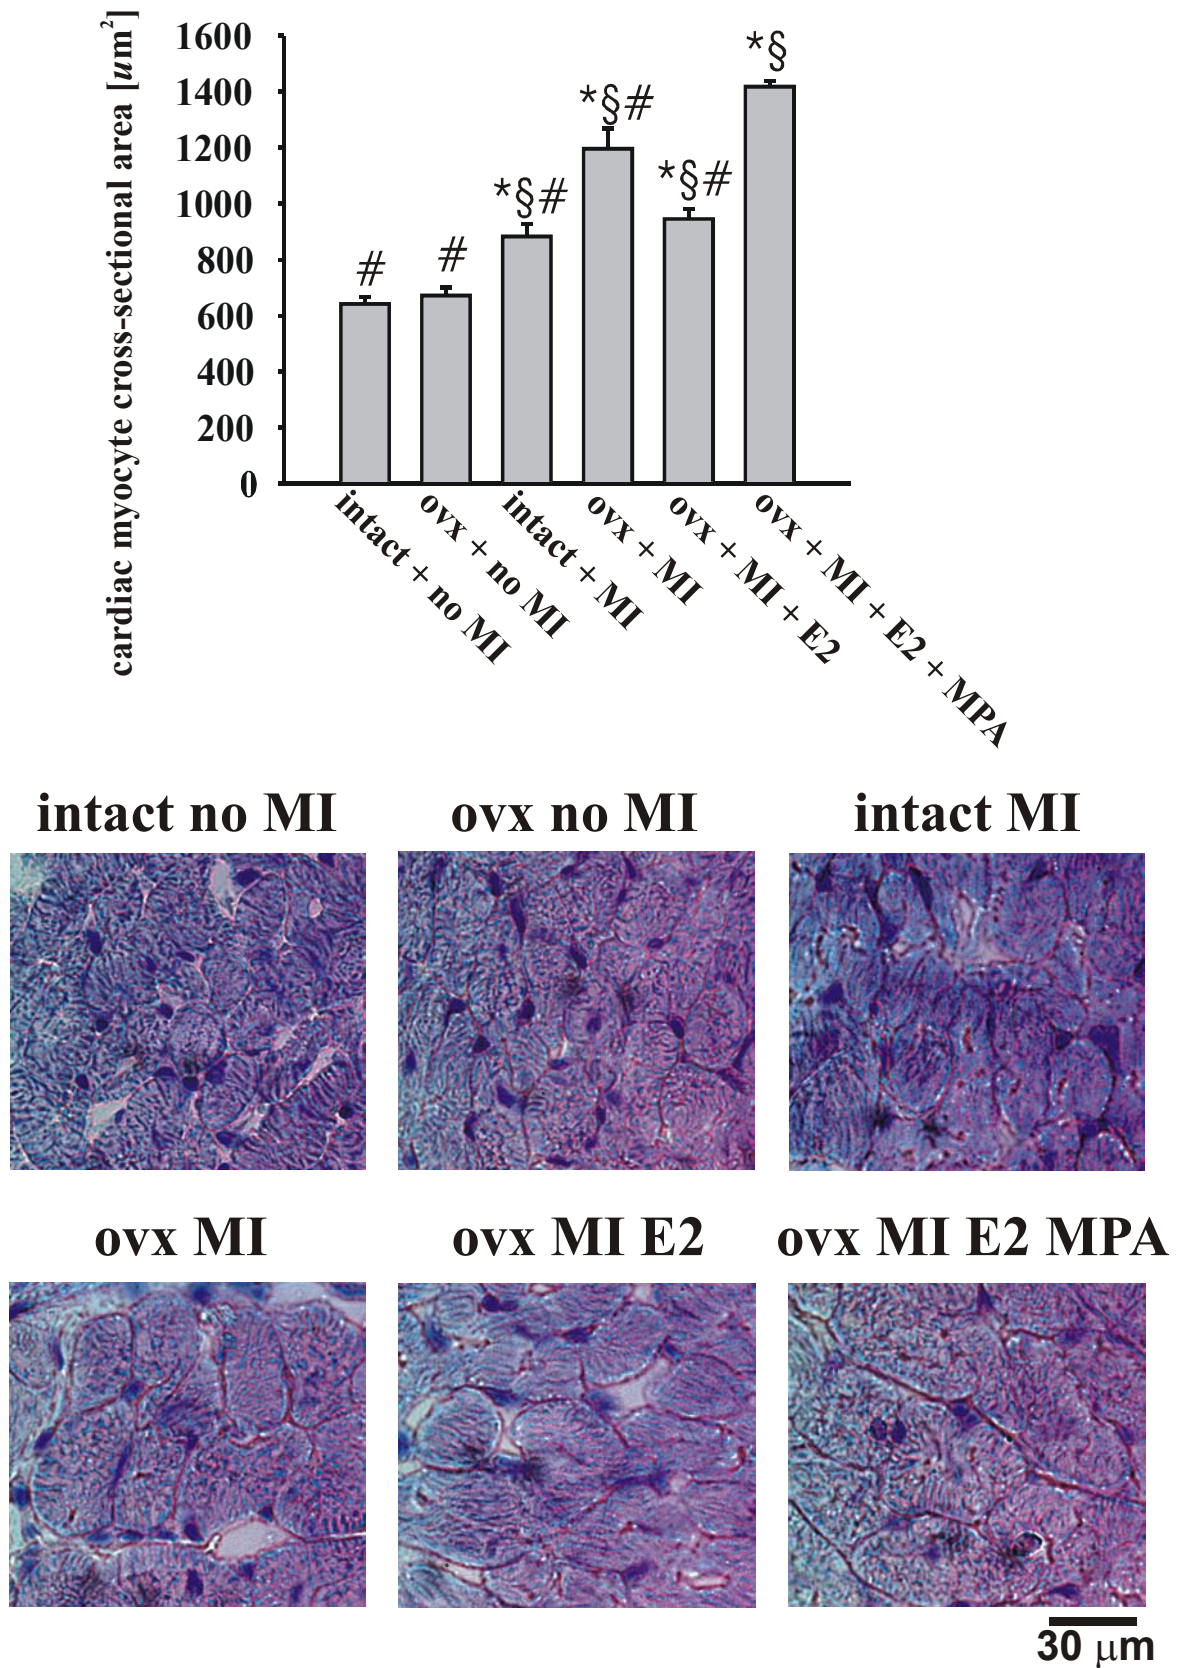 cardiac myocyte cross-sectional area [um²]
1600
1400
1200
1000
800
600
400
200
0
#
#
*§#
*§#
*§#
*§
intact + no MI
ovx + no MI
intact + MI
ovx + MI
ovx + MI + E2
ovx + MI + E2 + MPA
intact no MI
ovx no MI
intact MI
ovx MI
ovx MI E2
ovx MI E2 MPA
30 μm